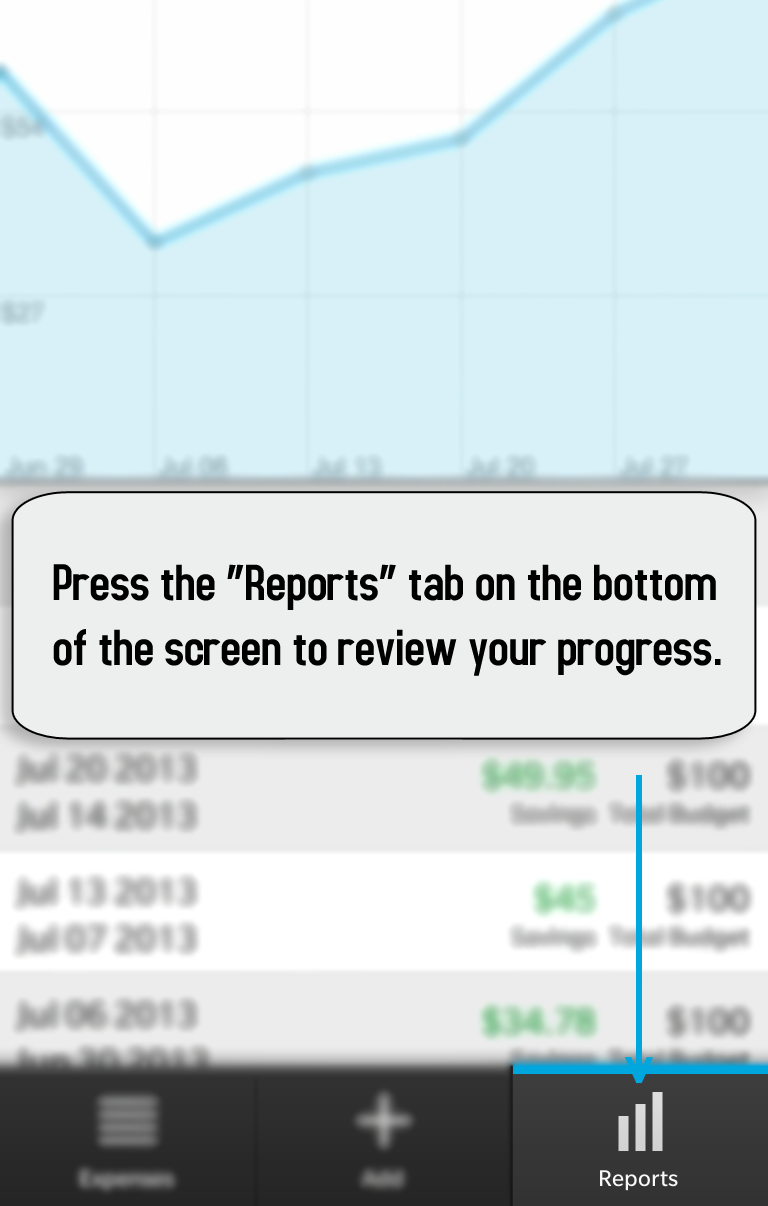 $54
$27
Jun 29 Jul 06 Jul 13 Jul 20 Jul 27
Press the "Reports" tab on the bottom
of the screen to review your progress.
Jul 20 2013 $49.95 $100
Jul 14 2013 Savings Total Budget
Jul 13 2013 $45 $100
Jul 07 2013 Savings Total Budget
Jul 06 2013 $34.78 $100
Jun 30 2013 Savings Total Budget
Expenses Add Reports